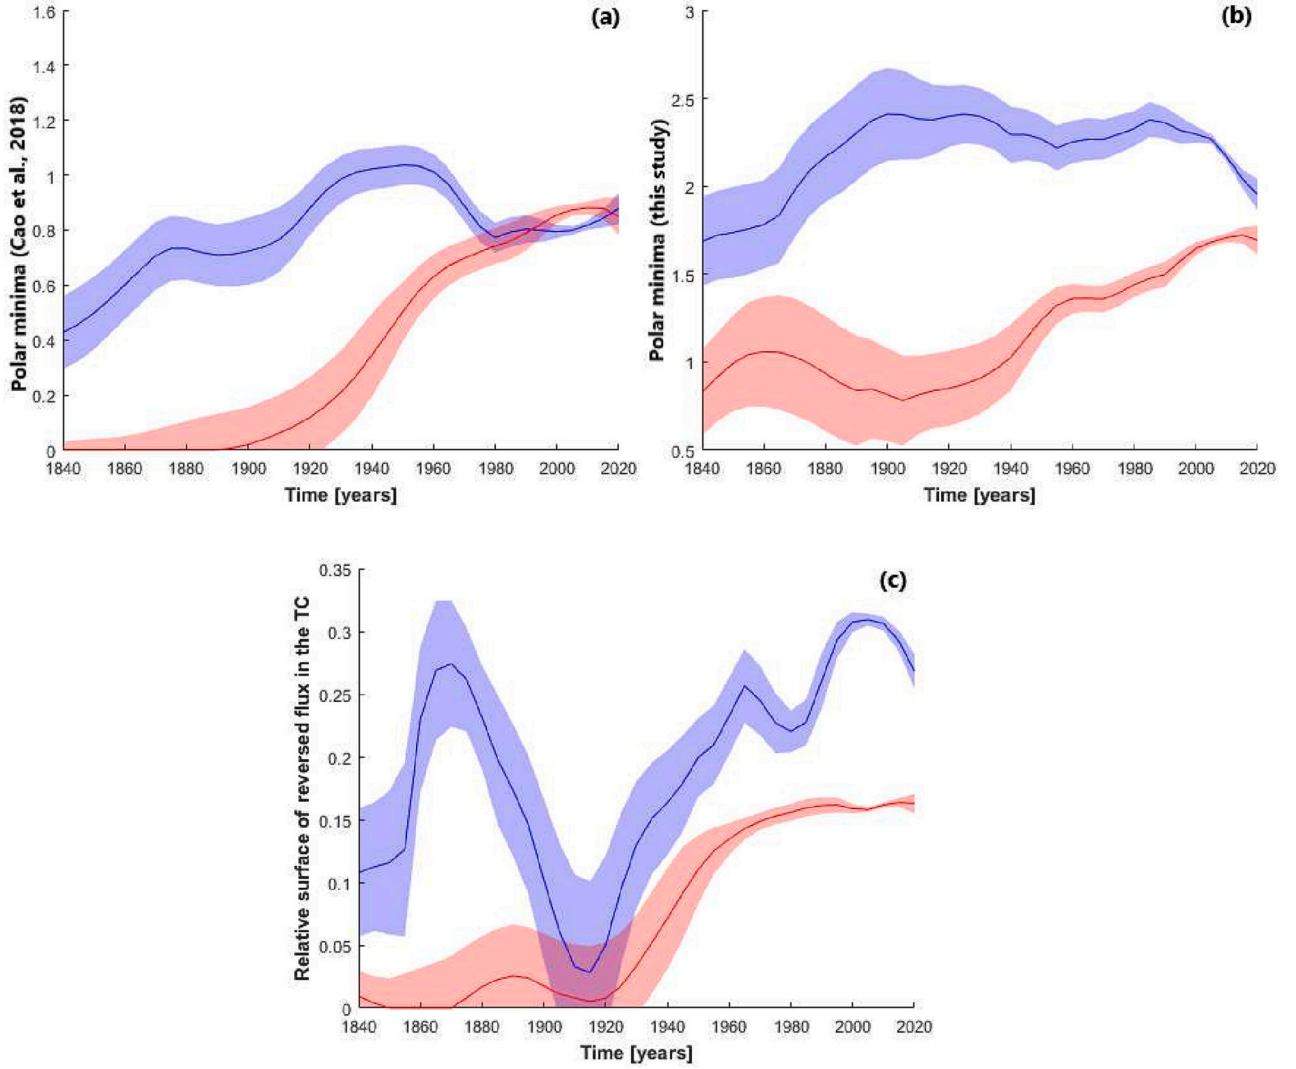 (a)
Polar minima (Cao et al., 2018)
1.6
1.4
1.2
1
0.8
0.6
0.4
0.2
0
1840 1860 1880 1900 1920 1940 1960 1980 2000 2020
Time [years]
(b)
Polar minima (this study)
3
2.5
2
1.5
1
0.5
1840 1860 1880 1900 1920 1940 1960 1980 2000 2020
Time [years]
(c)
Relative surface of reversed flux in the TC
0.35
0.3
0.25
0.2
0.15
0.1
0.05
0
1840 1860 1880 1900 1920 1940 1960 1980 2000 2020
Time [years]